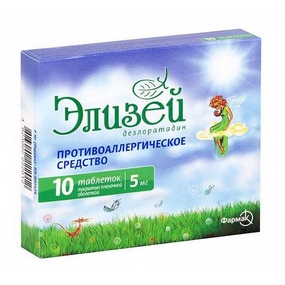 Элизей
дезлоратадин
ПРОТИВОАЛЛЕРГИЧЕСКОЕ
СРЕДСТВО
10 таблеток, 5 мг
покрытых пленочной
оболочкой
Фармак